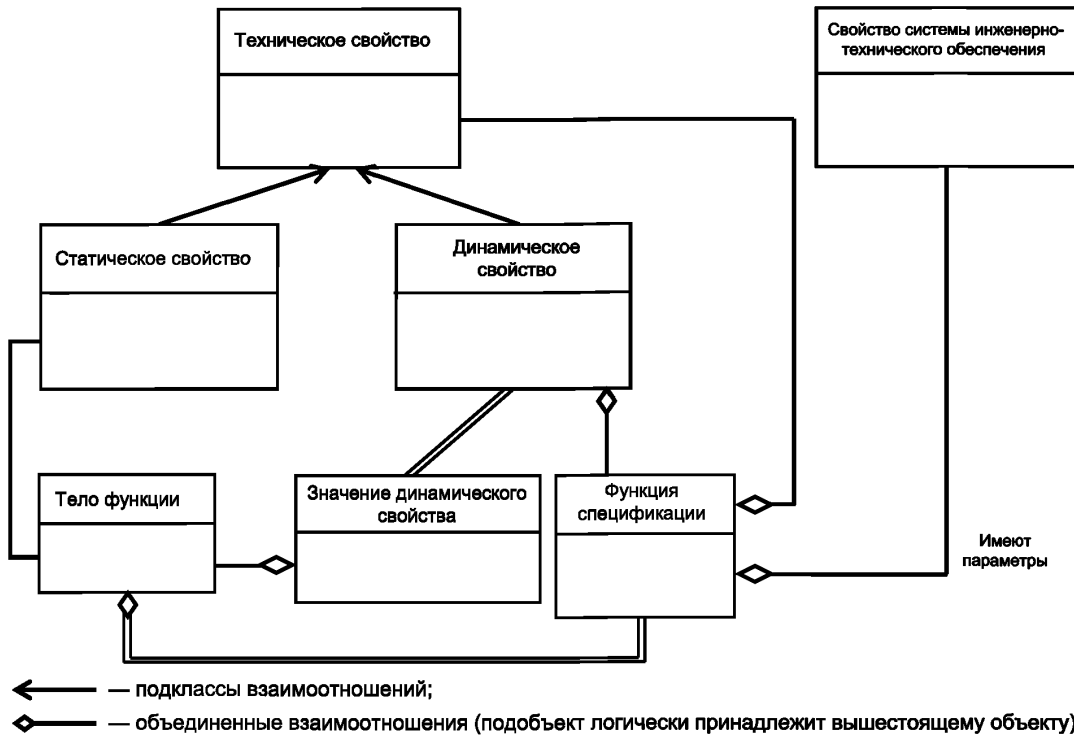 Техническое свойство
Свойство системы инженерно-
технического обеспечения
Статическое свойство
Динамическое
свойство
Тело функции
Значение динамического
свойства
Функция
спецификации
Имеют
параметры
— подклассы взаимоотношений;
— объединенные взаимоотношения (подобъект логически принадлежит вышестоящему объекту)